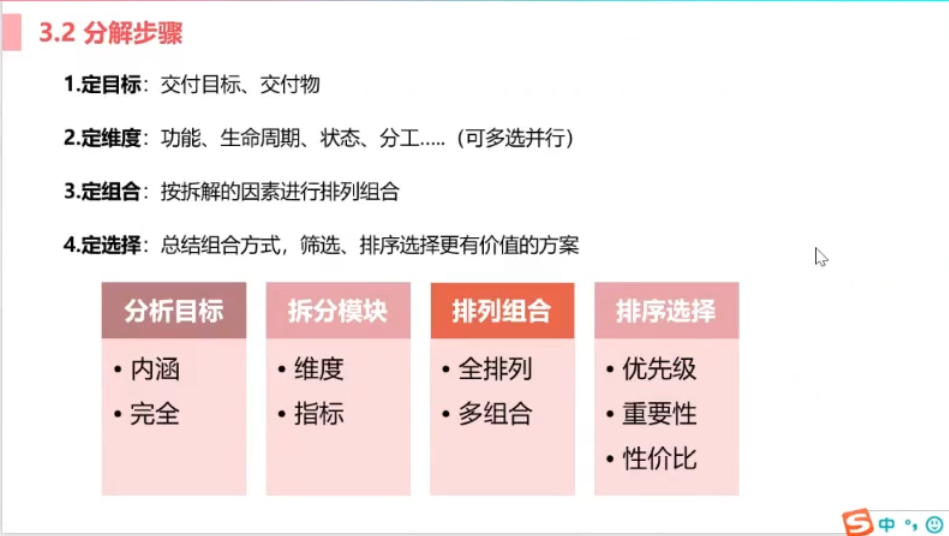 3.2 分解步骤
1.定目标：交付目标、交付物
2.定维度：功能、生命周期、状态、分工.....（可多选并行）
3.定组合：按拆解的因素进行排列组合
4.定选择：总结组合方式，筛选、排序选择更有价值的方案
分析目标
• 内涵
• 完全
拆分模块
• 维度
• 指标
排列组合
• 全排列
• 多组合
排序选择
• 优先级
• 重要性
• 性价比
S 中 °,